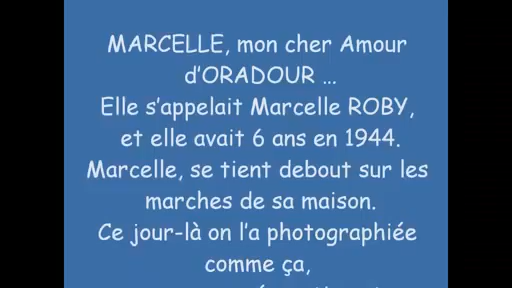 MARCELLE, mon cher Amour
d’ORADOUR ...
Elle s’appelait Marcelle ROBY,
et elle avait 6 ans en 1944.
Marcelle, se tient debout sur les
marches de sa maison.
Ce jour-là on l’a photographiée
comme ça,